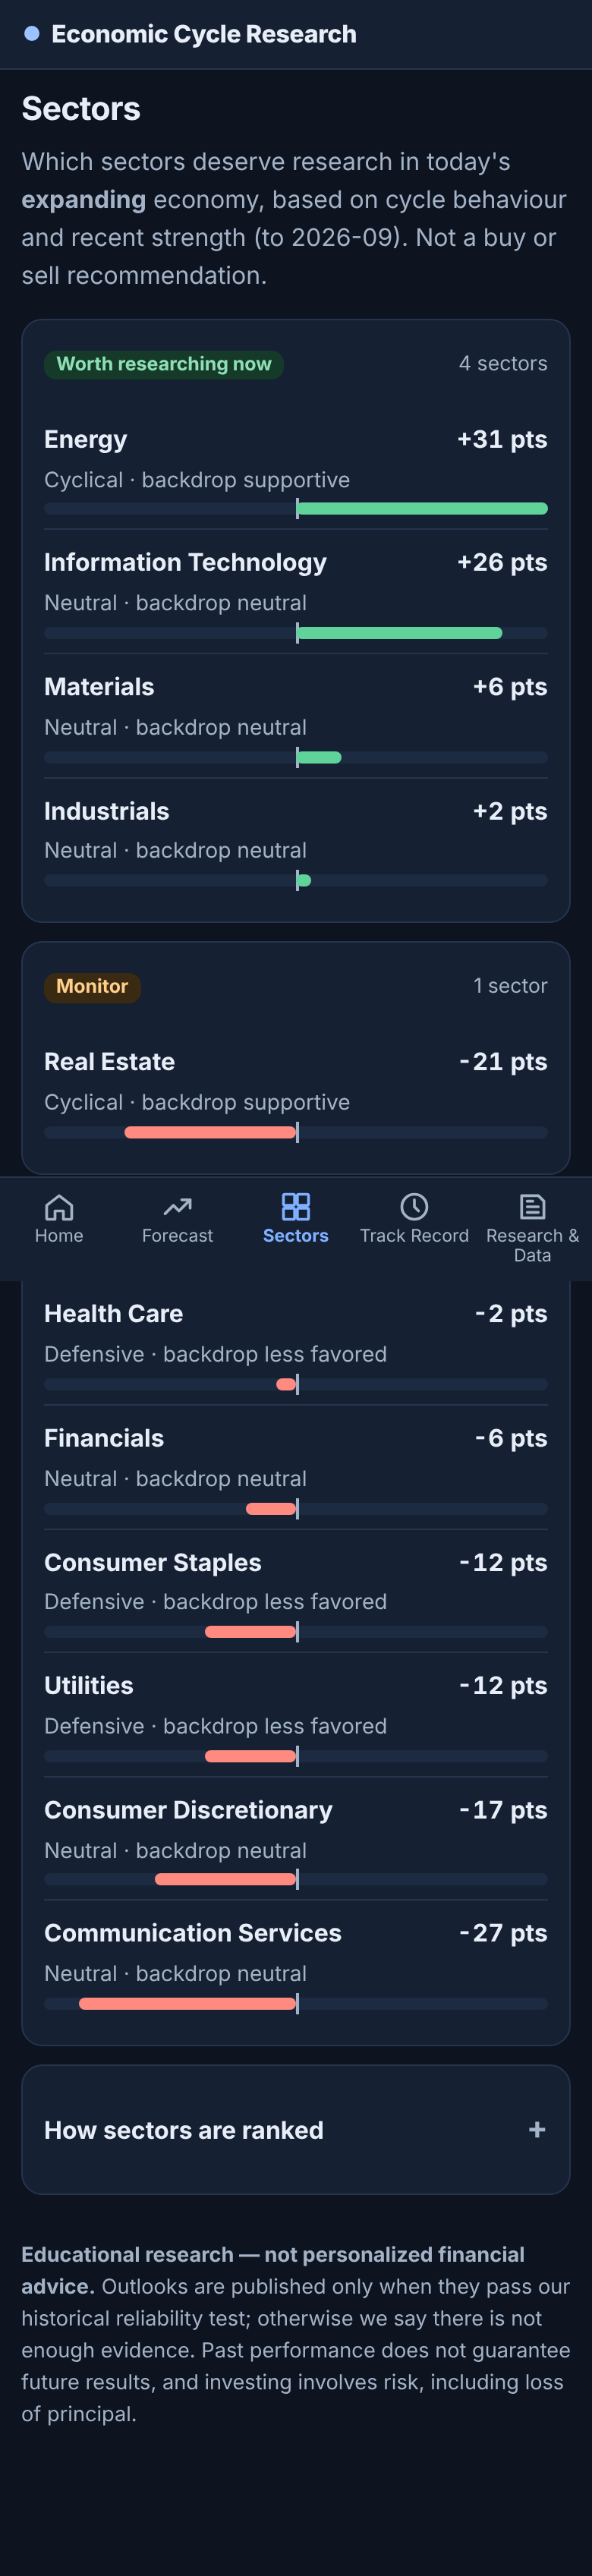 Economic Cycle Research
Sectors
Which sectors deserve research in today's
expanding economy, based on cycle behaviour
and recent strength (to 2026-09). Not a buy or
sell recommendation.
Worth researching now
4 sectors
Energy
+31 pts
Cyclical · backdrop supportive
Information Technology
+26 pts
Neutral · backdrop neutral
Materials
+6 pts
Neutral · backdrop neutral
Industrials
+2 pts
Neutral · backdrop neutral
Monitor
1 sector
Real Estate
-21 pts
Cyclical · backdrop supportive
Home
Forecast
Sectors
Track Record
Research &
Data
Health Care
-2 pts
Defensive · backdrop less favored
Financials
-6 pts
Neutral · backdrop neutral
Consumer Staples
-12 pts
Defensive · backdrop less favored
Utilities
-12 pts
Defensive · backdrop less favored
Consumer Discretionary
-17 pts
Neutral · backdrop neutral
Communication Services
-27 pts
Neutral · backdrop neutral
How sectors are ranked
+
Educational research — not personalized financial
advice. Outlooks are published only when they pass our
historical reliability test; otherwise we say there is not
enough evidence. Past performance does not guarantee
future results, and investing involves risk, including loss
of principal.